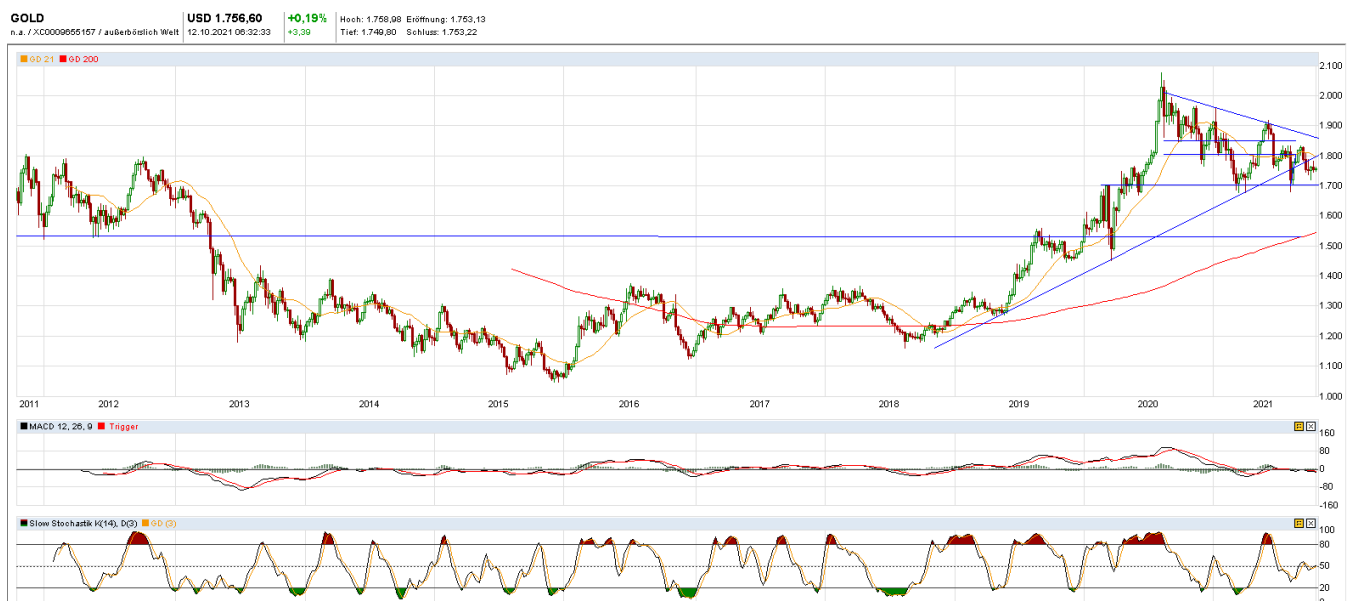 GOLD
USD 1.756,60
+0,19%
Hoch: 1.758,98 Eröffnung: 1.753,13
n.a. / XC0009655157 / außerbörslich Welt
12.10.2021 06:32:33
+3,39
Tief: 1.749,80 Schluss: 1.753,22
GD 21 GD 200
2.100
2.000
1.900
1.800
1.700
1.600
1.500
1.400
1.300
1.200
1.100
1.000
2011 2012 2013 2014 2015 2016 2017 2018 2019 2020 2021
MACD 12, 26, 9 Trigger
160
80
0
-80
-160
Slow Stochastik K(14), D(3) GD (3)
100
80
50
20
0